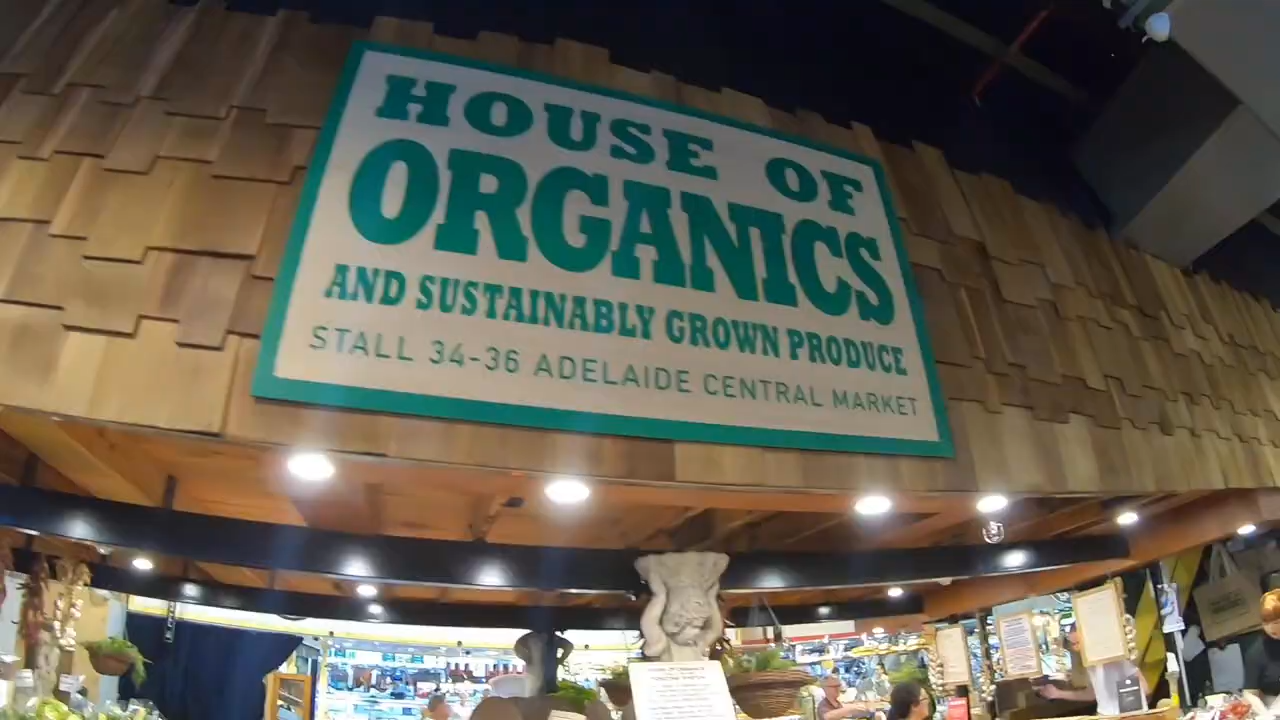 HOUSE OF
ORGANICS
AND SUSTAINABLY GROWN PRODUCE
STALL 34-36 ADELAIDE CENTRAL MARKET